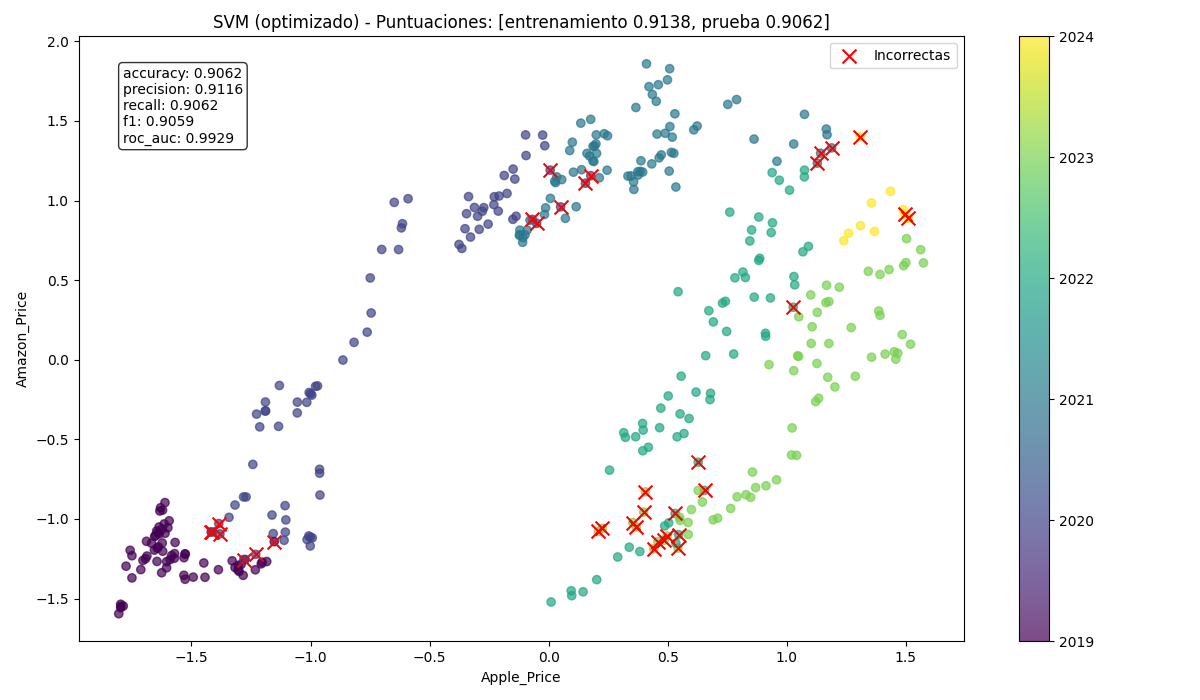 SVM (optimizado) - Puntuaciones: [entrenamiento 0.9138, prueba 0.9062]
Incorrectas
accuracy: 0.9062
precision: 0.9116
recall: 0.9062
f1: 0.9059
roc_auc: 0.9929
Amazon_Price
2.0
1.5
1.0
0.5
0.0
−0.5
−1.0
−1.5
−1.5 −1.0 −0.5 0.0 0.5 1.0 1.5
Apple_Price
2024
2023
2022
2021
2020
2019